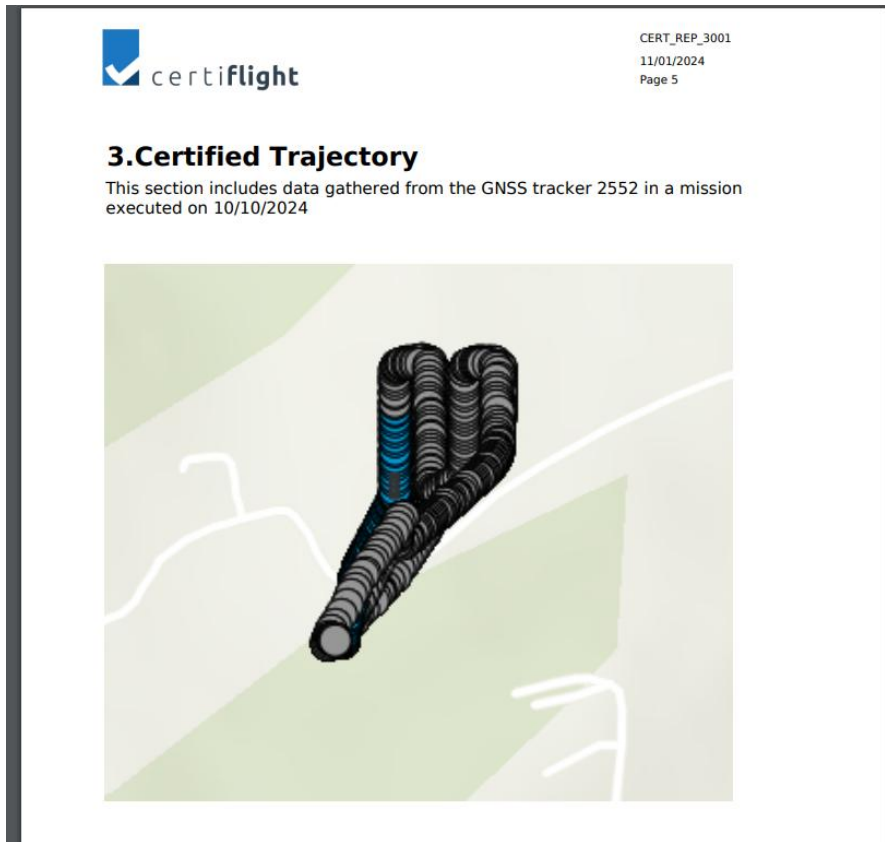 certiflight
CERT_REP_3001
11/01/2024
Page 5
3.Certified Trajectory
This section includes data gathered from the GNSS tracker 2552 in a mission
executed on 10/10/2024